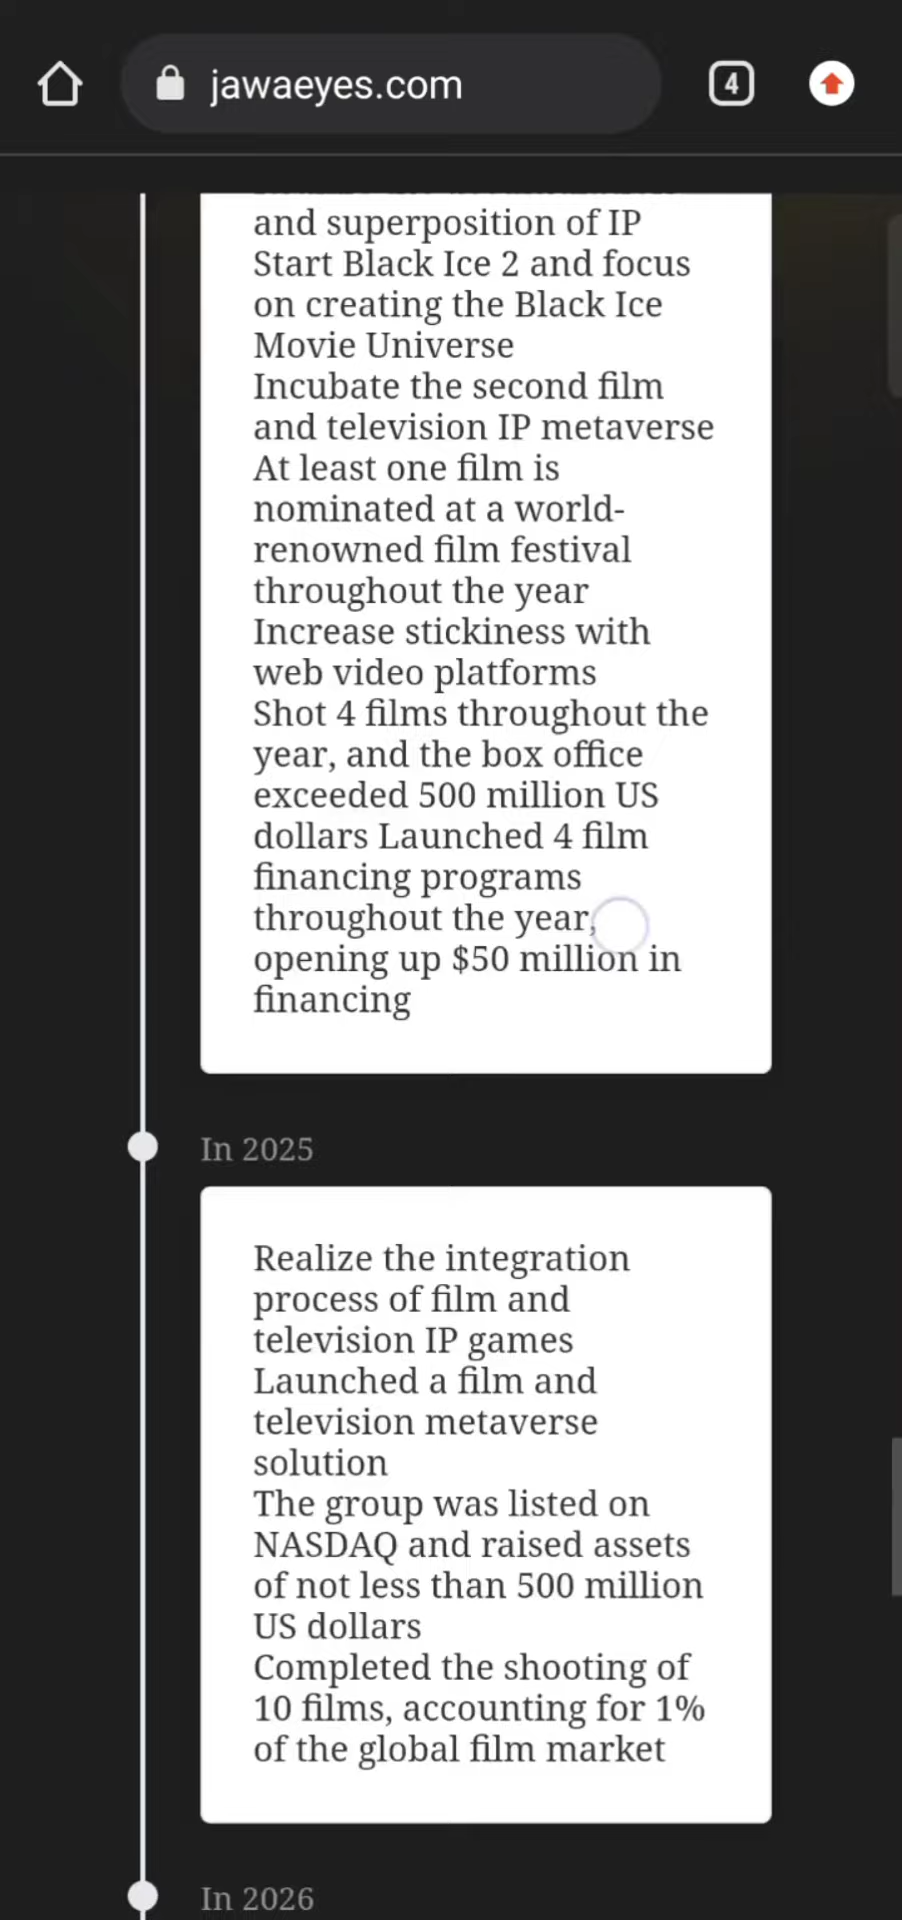 jawaeyes.com
4
and superposition of IP
Start Black Ice 2 and focus
on creating the Black Ice
Movie Universe
Incubate the second film
and television IP metaverse
At least one film is
nominated at a world-
renowned film festival
throughout the year
Increase stickiness with
web video platforms
Shot 4 films throughout the
year, and the box office
exceeded 500 million US
dollars Launched 4 film
financing programs
throughout the year,
opening up $50 million in
financing
In 2025
Realize the integration
process of film and
television IP games
Launched a film and
television metaverse
solution
The group was listed on
NASDAQ and raised assets
of not less than 500 million
US dollars
Completed the shooting of
10 films, accounting for 1%
of the global film market
In 2026